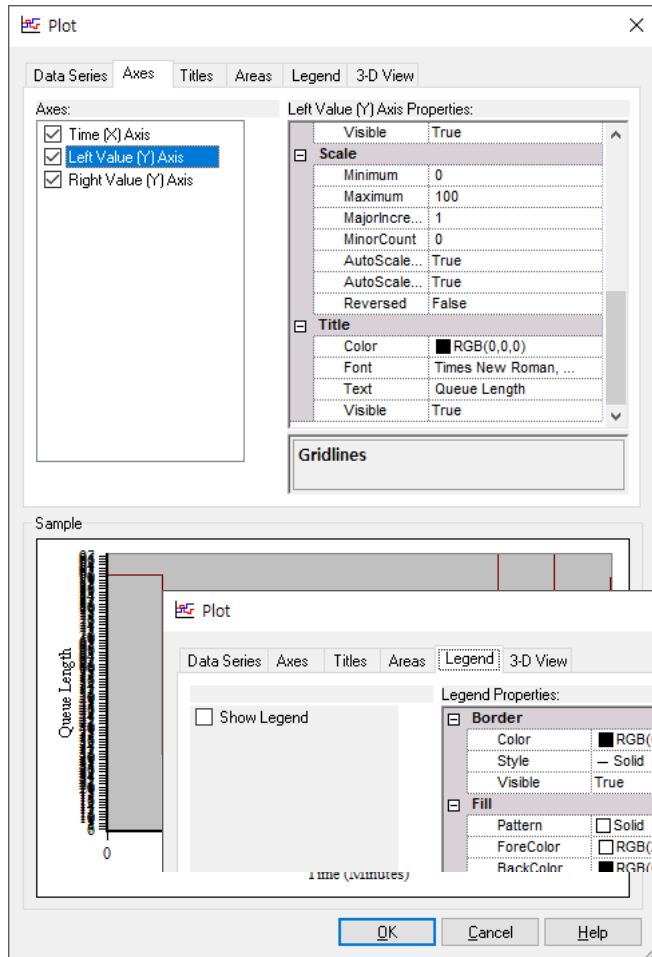 Plot
Data Series Axes Titles Areas Legend 3-D View
Axes:
Time (X) Axis
Left Value (Y) Axis
Right Value (Y) Axis
Left Value (Y) Axis Properties:
Visible True
Scale
Minimum 0
Maximum 100
MajorIncre... 1
MinorCount 0
AutoScale... True
AutoScale... True
Reversed False
Title
Color RGB(0,0,0)
Font Times New Roman, ...
Text Queue Length
Visible True
Gridlines
Sample
Queue Length
0
Time (Minutes)
Plot
Data Series Axes Titles Areas Legend 3-D View
Show Legend
Legend Properties:
Border
Color RGB(
Style Solid
Visible True
Fill
Pattern Solid
ForeColor RGB(
BackColor RGB(
OK Cancel Help